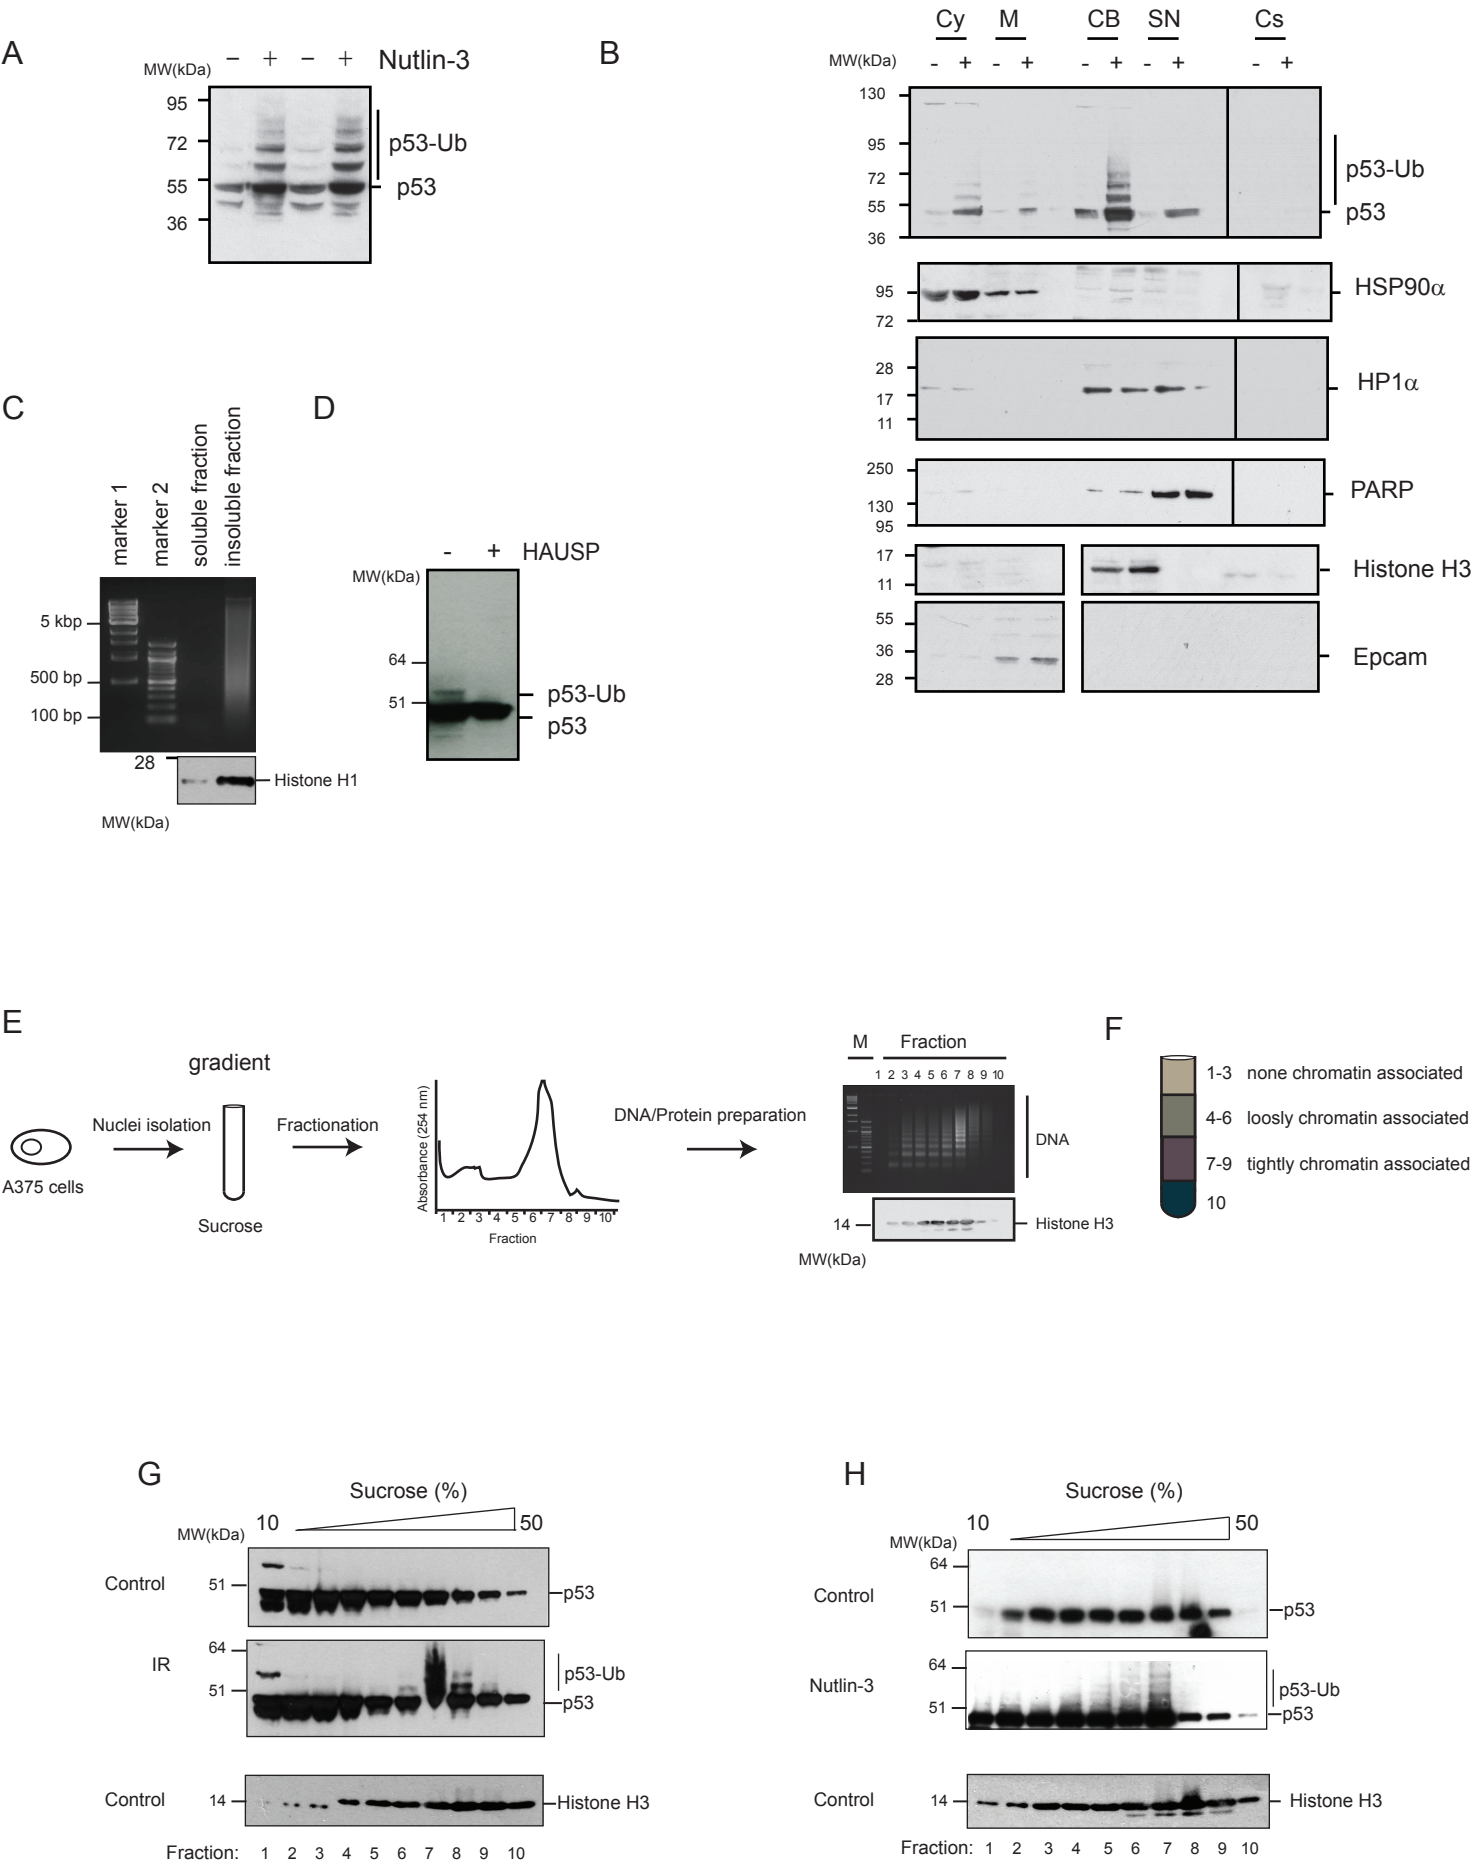 A
MW(kDa)
− + − + Nutlin-3
95
72
55
36
p53-Ub
p53
B
Cy M CB SN Cs
MW(kDa) - + - + - + - + - +
130
95
72
55
36
p53-Ub
p53
95
72
HSP90α
28
17
11
HP1α
250
130
95
PARP
17
11
Histone H3
55
36
28
Epcam
C
marker 1
marker 2
soluble fraction
insoluble fraction
5 kbp
500 bp
100 bp
28
Histone H1
MW(kDa)
D
- + HAUSP
MW(kDa)
64
51
p53-Ub
p53
E
A375 cells
Nuclei isolation
gradient
Sucrose
Fractionation
Absorbance (254 nm)
1 2 3 4 5 6 7 8 9 10
Fraction
DNA/Protein preparation
M Fraction
1 2 3 4 5 6 7 8 9 10
DNA
14
Histone H3
MW(kDa)
F
1-3 none chromatin associated
4-6 loosly chromatin associated
7-9 tightly chromatin associated
10
G
Sucrose (%)
10 50
MW(kDa)
Control 51 p53
IR
64
51
p53-Ub
p53
Control 14 Histone H3
Fraction: 1 2 3 4 5 6 7 8 9 10
H
Sucrose (%)
10 50
MW(kDa)
64
Control 51 p53
Nutlin-3
64
51
p53-Ub
p53
Control 14 Histone H3
Fraction: 1 2 3 4 5 6 7 8 9 10